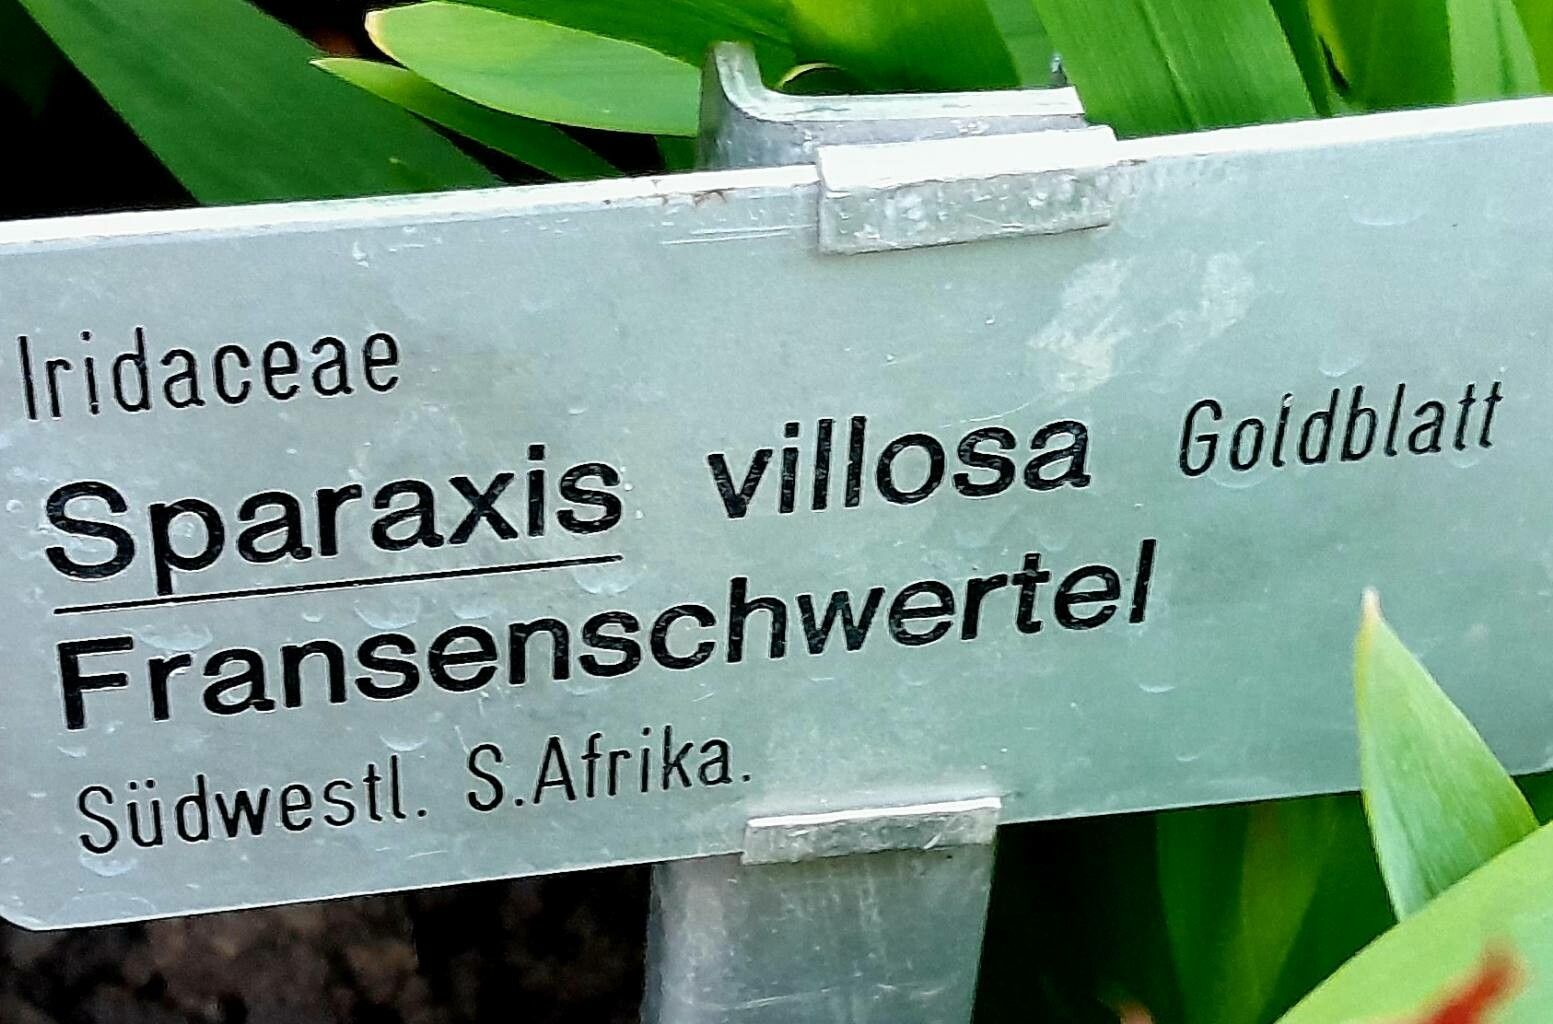 Iridaceae
Sparaxis villosa Goldblatt
Fransenschwertel
Südwestl. S.Afrika.